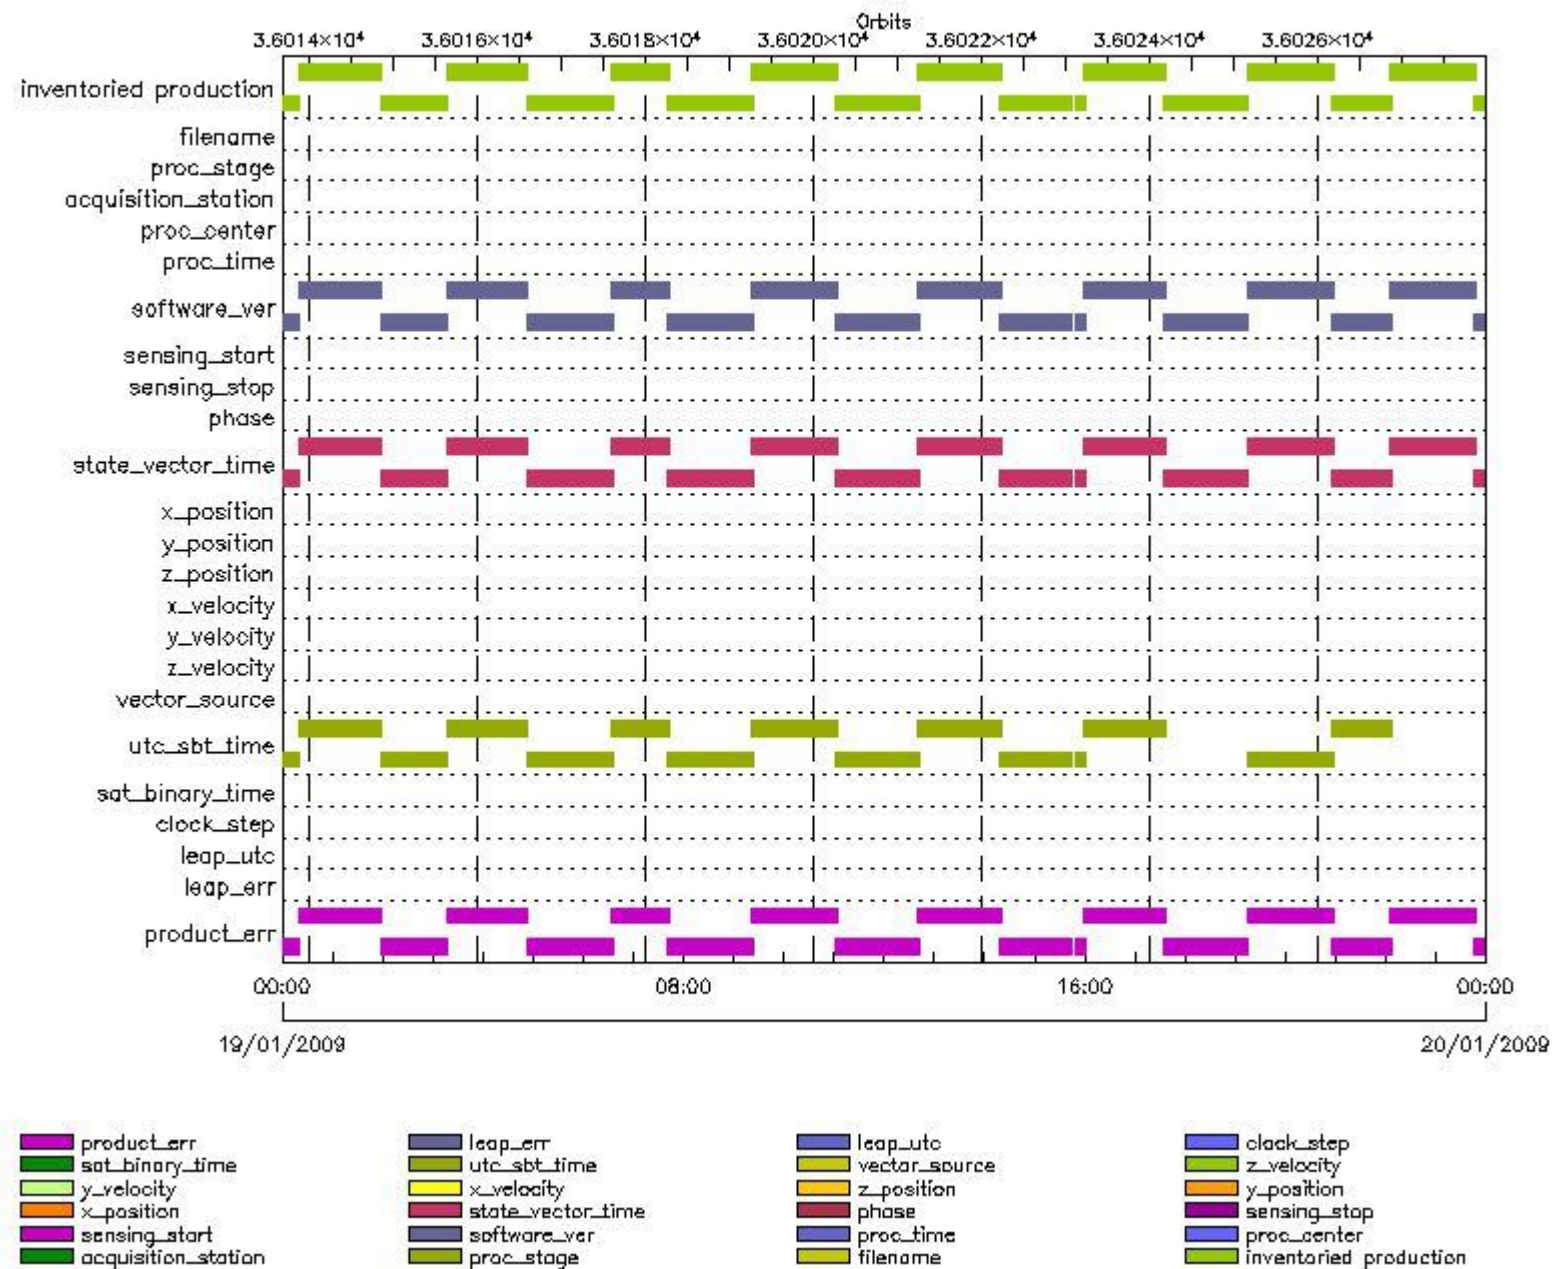 Orbits
3.6014×10⁴ 3.6016×10⁴ 3.6018×10⁴ 3.6020×10⁴ 3.6022×10⁴ 3.6024×10⁴ 3.6026×10⁴
inventoried production
filename
proc_stage
acquisition_station
proc_center
proc_time
software_ver
sensing_start
sensing_stop
phase
state_vector_time
x_position
y_position
z_position
x_velocity
y_velocity
z_velocity
vector_source
utc_sbt_time
sat_binary_time
clock_step
leap_utc
leap_err
product_err
00:00 08:00 16:00 00:00
19/01/2009 20/01/2009
product_err leap_err leap_utc clock_step
sat_binary_time utc_sbt_time vector_source z_velocity
y_velocity x_velocity z_position y_position
x_position state_vector_time phase sensing_stop
sensing_start software_ver proc_time proc_center
acquisition_station proc_stage filename inventoried production